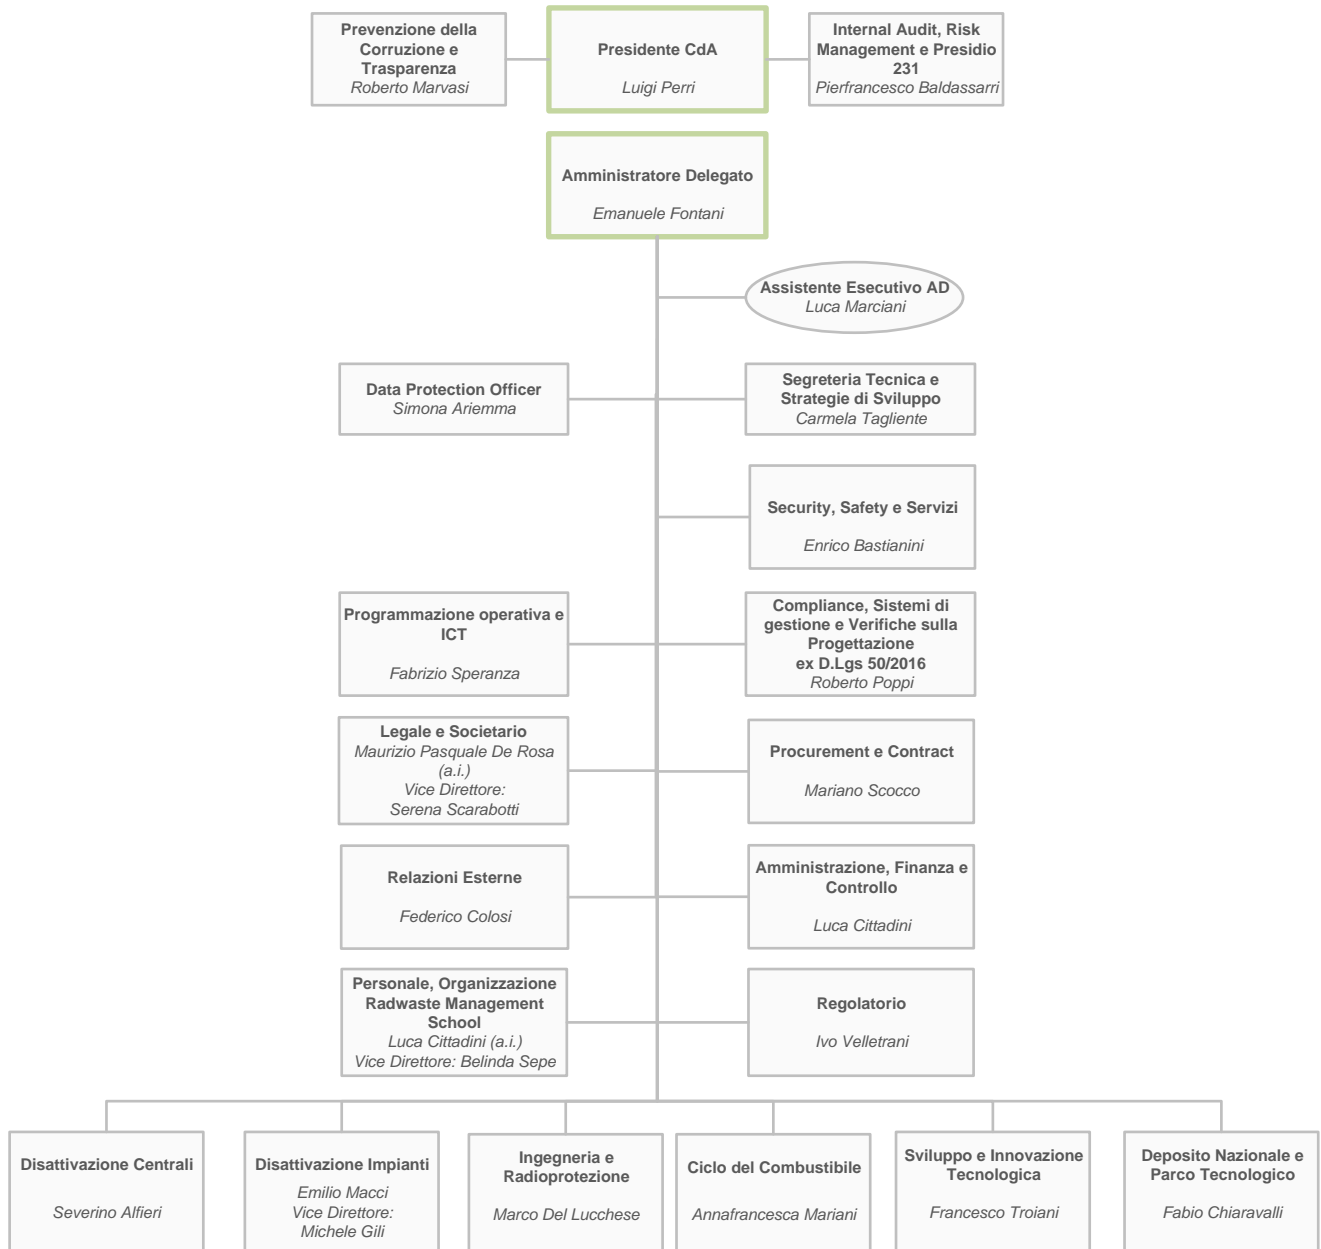 Prevenzione della
Corruzione e
Trasparenza
Roberto Marvasi
Presidente CdA
Luigi Perri
Internal Audit, Risk
Management e Presidio
231
Pierfrancesco Baldassarri
Amministratore Delegato
Emanuele Fontani
Assistente Esecutivo AD
Luca Marciani
Data Protection Officer
Simona Ariemma
Segreteria Tecnica e
Strategie di Sviluppo
Carmela Tagliente
Security, Safety e Servizi
Enrico Bastianini
Programmazione operativa e
ICT
Fabrizio Speranza
Compliance, Sistemi di
gestione e Verifiche sulla
Progettazione
ex D.Lgs 50/2016
Roberto Poppi
Legale e Societario
Maurizio Pasquale De Rosa
(a.i.)
Vice Direttore:
Serena Scarabotti
Procurement e Contract
Mariano Scocco
Relazioni Esterne
Federico Colosi
Amministrazione, Finanza e
Controllo
Luca Cittadini
Personale, Organizzazione
Radwaste Management
School
Luca Cittadini (a.i.)
Vice Direttore: Belinda Sepe
Regolatorio
Ivo Velletrani
Disattivazione Centrali
Severino Alfieri
Disattivazione Impianti
Emilio Macci
Vice Direttore:
Michele Gili
Ingegneria e
Radioprotezione
Marco Del Lucchese
Ciclo del Combustibile
Annafrancesca Mariani
Sviluppo e Innovazione
Tecnologica
Francesco Troiani
Deposito Nazionale e
Parco Tecnologico
Fabio Chiaravalli